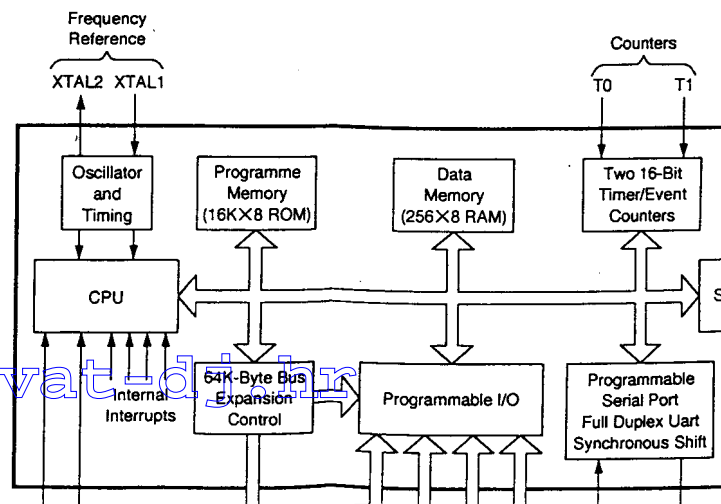 Frequency
Reference
XTAL2 XTAL1
Counters
T0 T1
Oscillator
and
Timing
Programme
Memory
(16K×8 ROM)
Data
Memory
(256×8 RAM)
Two 16-Bit
Timer/Event
Counters
CPU
S
Internal
Interrupts
64K-Byte Bus
Expansion
Control
Programmable I/O
Programmable
Serial Port
Full Duplex Uart
Synchronous Shift
vat-dj.hr